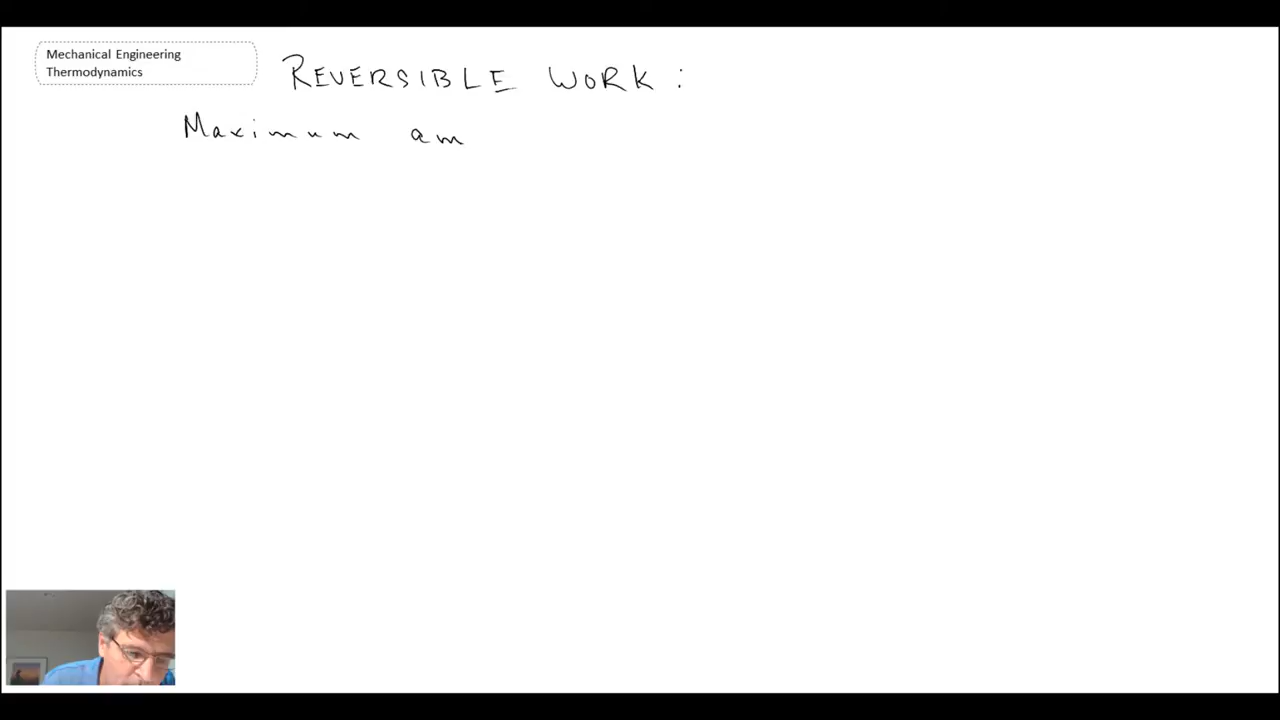 Mechanical Engineering
Thermodynamics
REVERSIBLE WORK :
Maximum am